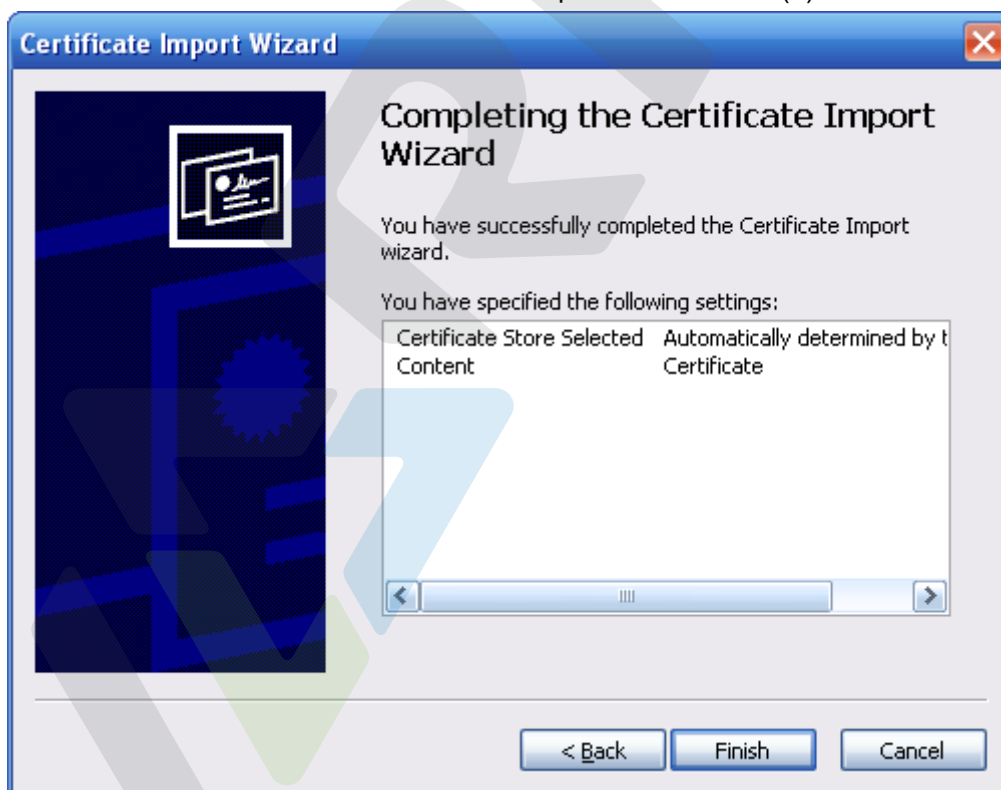 Certificate Import Wizard
Completing the Certificate Import
Wizard
You have successfully completed the Certificate Import
wizard.
You have specified the following settings:
Certificate Store Selected Automatically determined by t
Content Certificate
< Back Finish Cancel